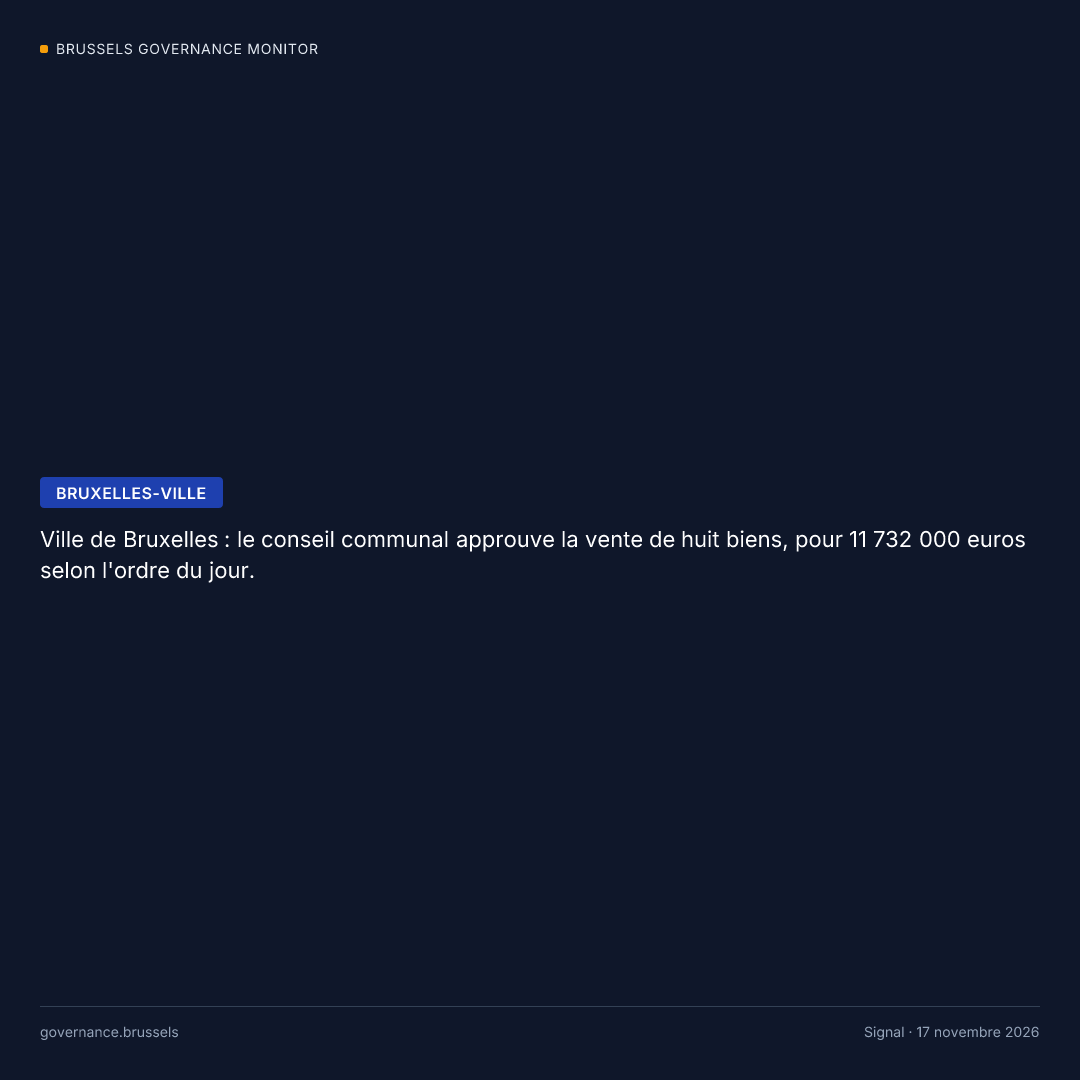 BRUSSELS GOVERNANCE MONITOR
BRUXELLES-VILLE
Ville de Bruxelles : le conseil communal approuve la vente de huit biens, pour 11 732 000 euros
selon l'ordre du jour.
governance.brussels
Signal · 17 novembre 2026